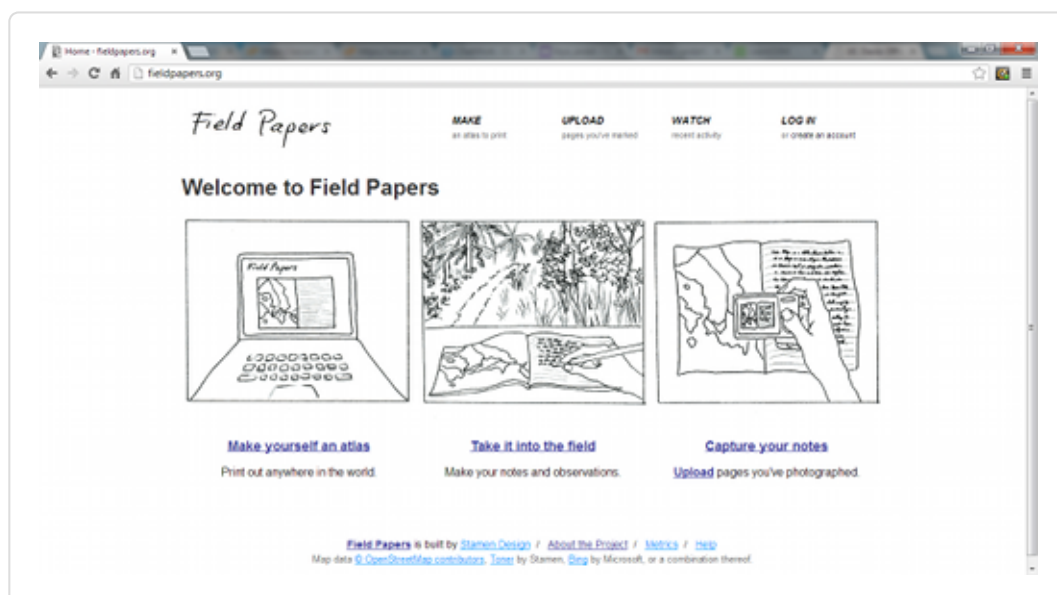 Home - fieldpapers.org
fieldpapers.org
Field Papers
MAKE
an atlas to print
UPLOAD
pages you've marked
WATCH
recent activity
LOG IN
or create an account
Welcome to Field Papers
Field Papers
Make yourself an atlas
Print out anywhere in the world.
Take it into the field
Make your notes and observations.
Capture your notes
Upload pages you've photographed.
Field Papers is built by Stamen Design / About the Project / Metrics / Help
Map data © OpenStreetMap contributors, Toner by Stamen, Bing by Microsoft, or a combination thereof.